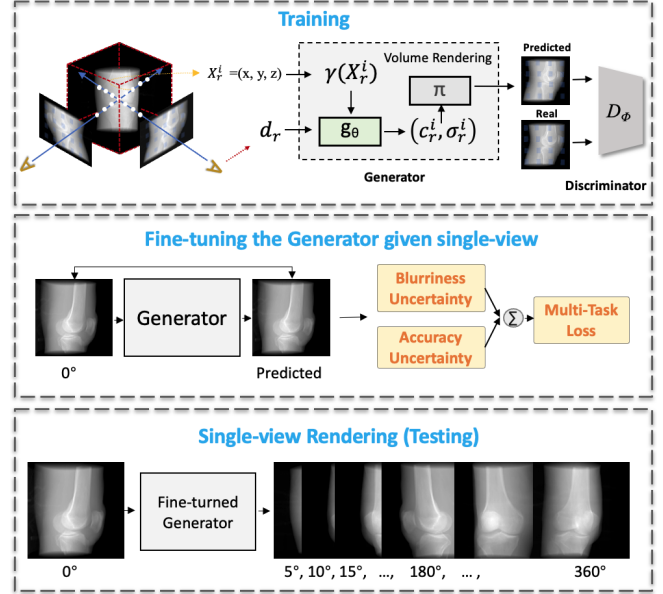 Training
X_r^i =(x, y, z)
γ(X_r^i)
Volume Rendering
π
d_r
g_θ
(c_r^i, σ_r^i)
Generator
Predicted
Real
D_Φ
Discriminator
Fine-tuning the Generator given single-view
Generator
0°
Predicted
Blurriness
Uncertainty
Accuracy
Uncertainty
Σ
Multi-Task
Loss
Single-view Rendering (Testing)
Fine-turned
Generator
0°
5°, 10°, 15°, ..., 180°, ... , 360°